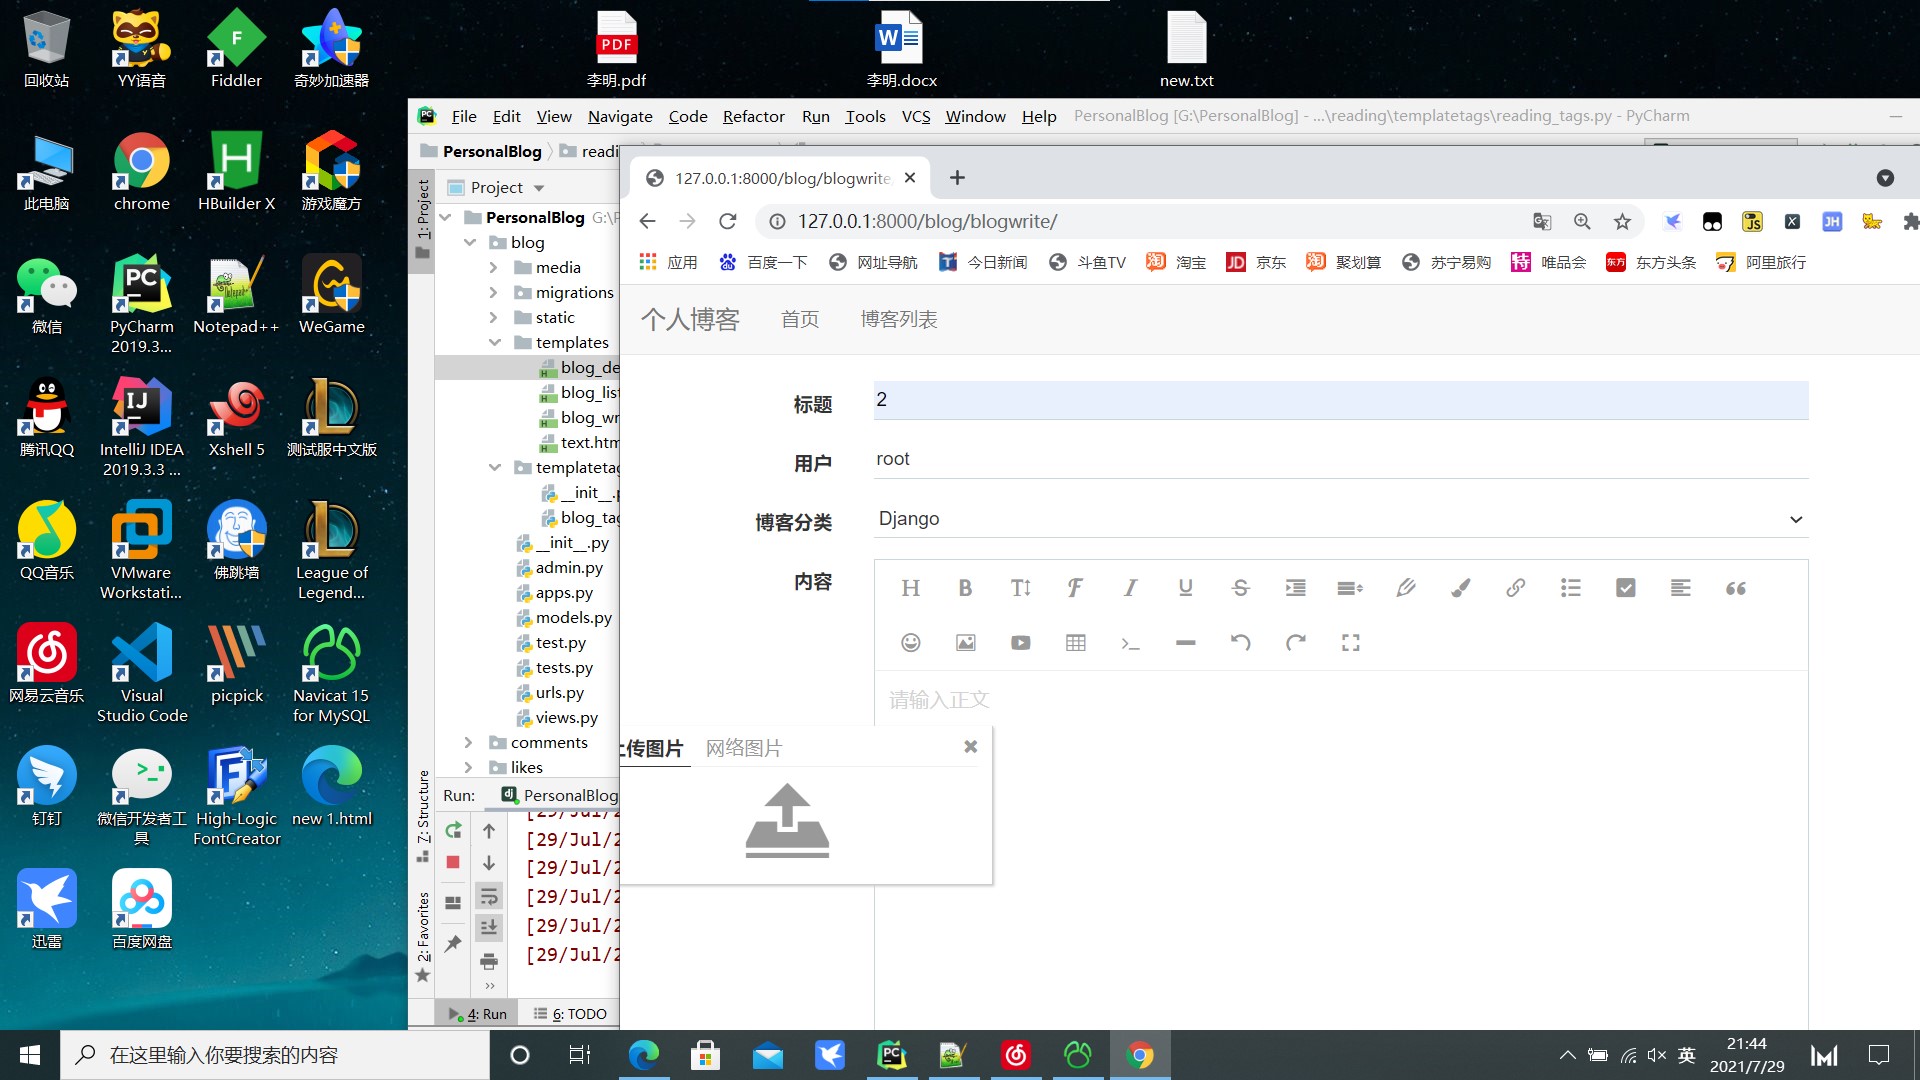 回收站
YY语音
Fiddler
奇妙加速器
李明.pdf
李明.docx
new.txt
此电脑
chrome
HBuilder X
游戏魔方
微信
PyCharm
2019.3...
Notepad++
WeGame
腾讯QQ
IntelliJ IDEA
2019.3.3 ...
Xshell 5
测试服中文版
QQ音乐
VMware
Workstati...
佛跳墙
League of
Legend...
网易云音乐
Visual
Studio Code
picpick
Navicat 15
for MySQL
钉钉
微信开发者工
具
High-Logic
FontCreator
new 1.html
迅雷
百度网盘
File Edit View Navigate Code Refactor Run Tools VCS Window Help PersonalBlog [G:\PersonalBlog] - ...\reading\templatetags\reading_tags.py - PyCharm
PersonalBlog readi
1: Project
Project
PersonalBlog G:\P
blog
media
migrations
static
templates
blog_de
blog_list
blog_wr
text.htm
templatetag
__init__.p
blog_tag
__init__.py
admin.py
apps.py
models.py
test.py
tests.py
urls.py
views.py
comments
likes
7: Structure
2: Favorites
Run: PersonalBlog
[29/Jul/2
[29/Jul/2
[29/Jul/2
[29/Jul/2
[29/Jul/2
[29/Jul/2
4: Run 6: TODO
127.0.0.1:8000/blog/blogwrite
127.0.0.1:8000/blog/blogwrite/
应用 百度一下 网址导航 今日新闻 斗鱼TV 淘宝 京东 聚划算 苏宁易购 唯品会 东方头条 阿里旅行
个人博客 首页 博客列表
标题 2
用户 root
博客分类 Django
内容
请输入正文
上传图片 网络图片
在这里输入你要搜索的内容
英
21:44
2021/7/29